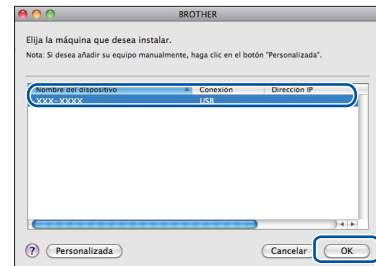 BROTHER
Elija la máquina que desea instalar.
Nota: Si desea añadir su equipo manualmente, haga clic en el botón "Personalizada".
Nombre del dispositivo Conexión Dirección IP
XXX-XXXX USB
? Personalizada Cancelar OK